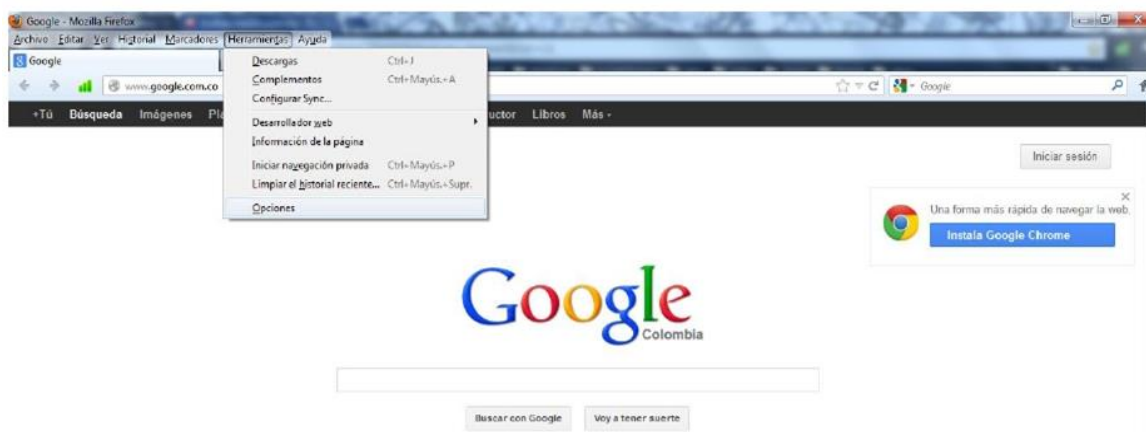 Google - Mozilla Firefox
Archivo Editar Ver Historial Marcadores Herramientas Ayuda
Google
www.google.com.co
Google
Descargas Ctrl+J
Complementos Ctrl+Mayús.+A
Configurar Sync...
Desarrollador web
Información de la página
Iniciar navegación privada Ctrl+Mayús.+P
Limpiar el historial reciente... Ctrl+Mayús.+Supr.
Opciones
+Tú Búsqueda Imágenes Libros Más
Iniciar sesión
Una forma más rápida de navegar la web.
Instala Google Chrome
Google
Colombia
Buscar con Google Voy a tener suerte